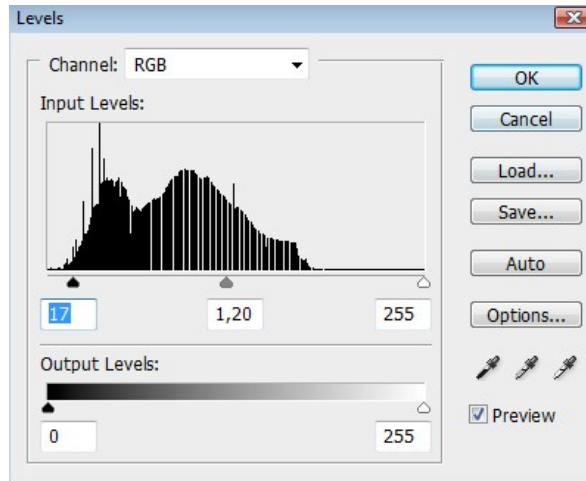 Levels
Channel: RGB
OK
Input Levels:
Cancel
Load...
Save...
Auto
17 1,20 255
Options...
Output Levels:
Preview
0 255